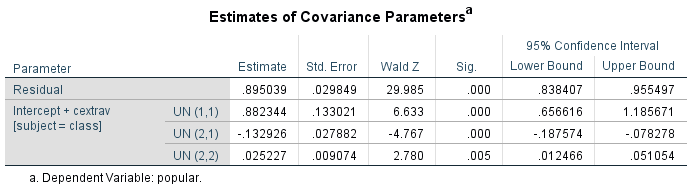 Estimates of Covariance Parametersa
95% Confidence Interval
Parameter Estimate Std. Error Wald Z Sig. Lower Bound Upper Bound
Residual .895039 .029849 29.985 .000 .838407 .955497
Intercept + cextrav [subject = class] UN (1,1) .882344 .133021 6.633 .000 .656616 1.185671
UN (2,1) -.132926 .027882 -4.767 .000 -.187574 -.078278
UN (2,2) .025227 .009074 2.780 .005 .012466 .051054
a. Dependent Variable: popular.